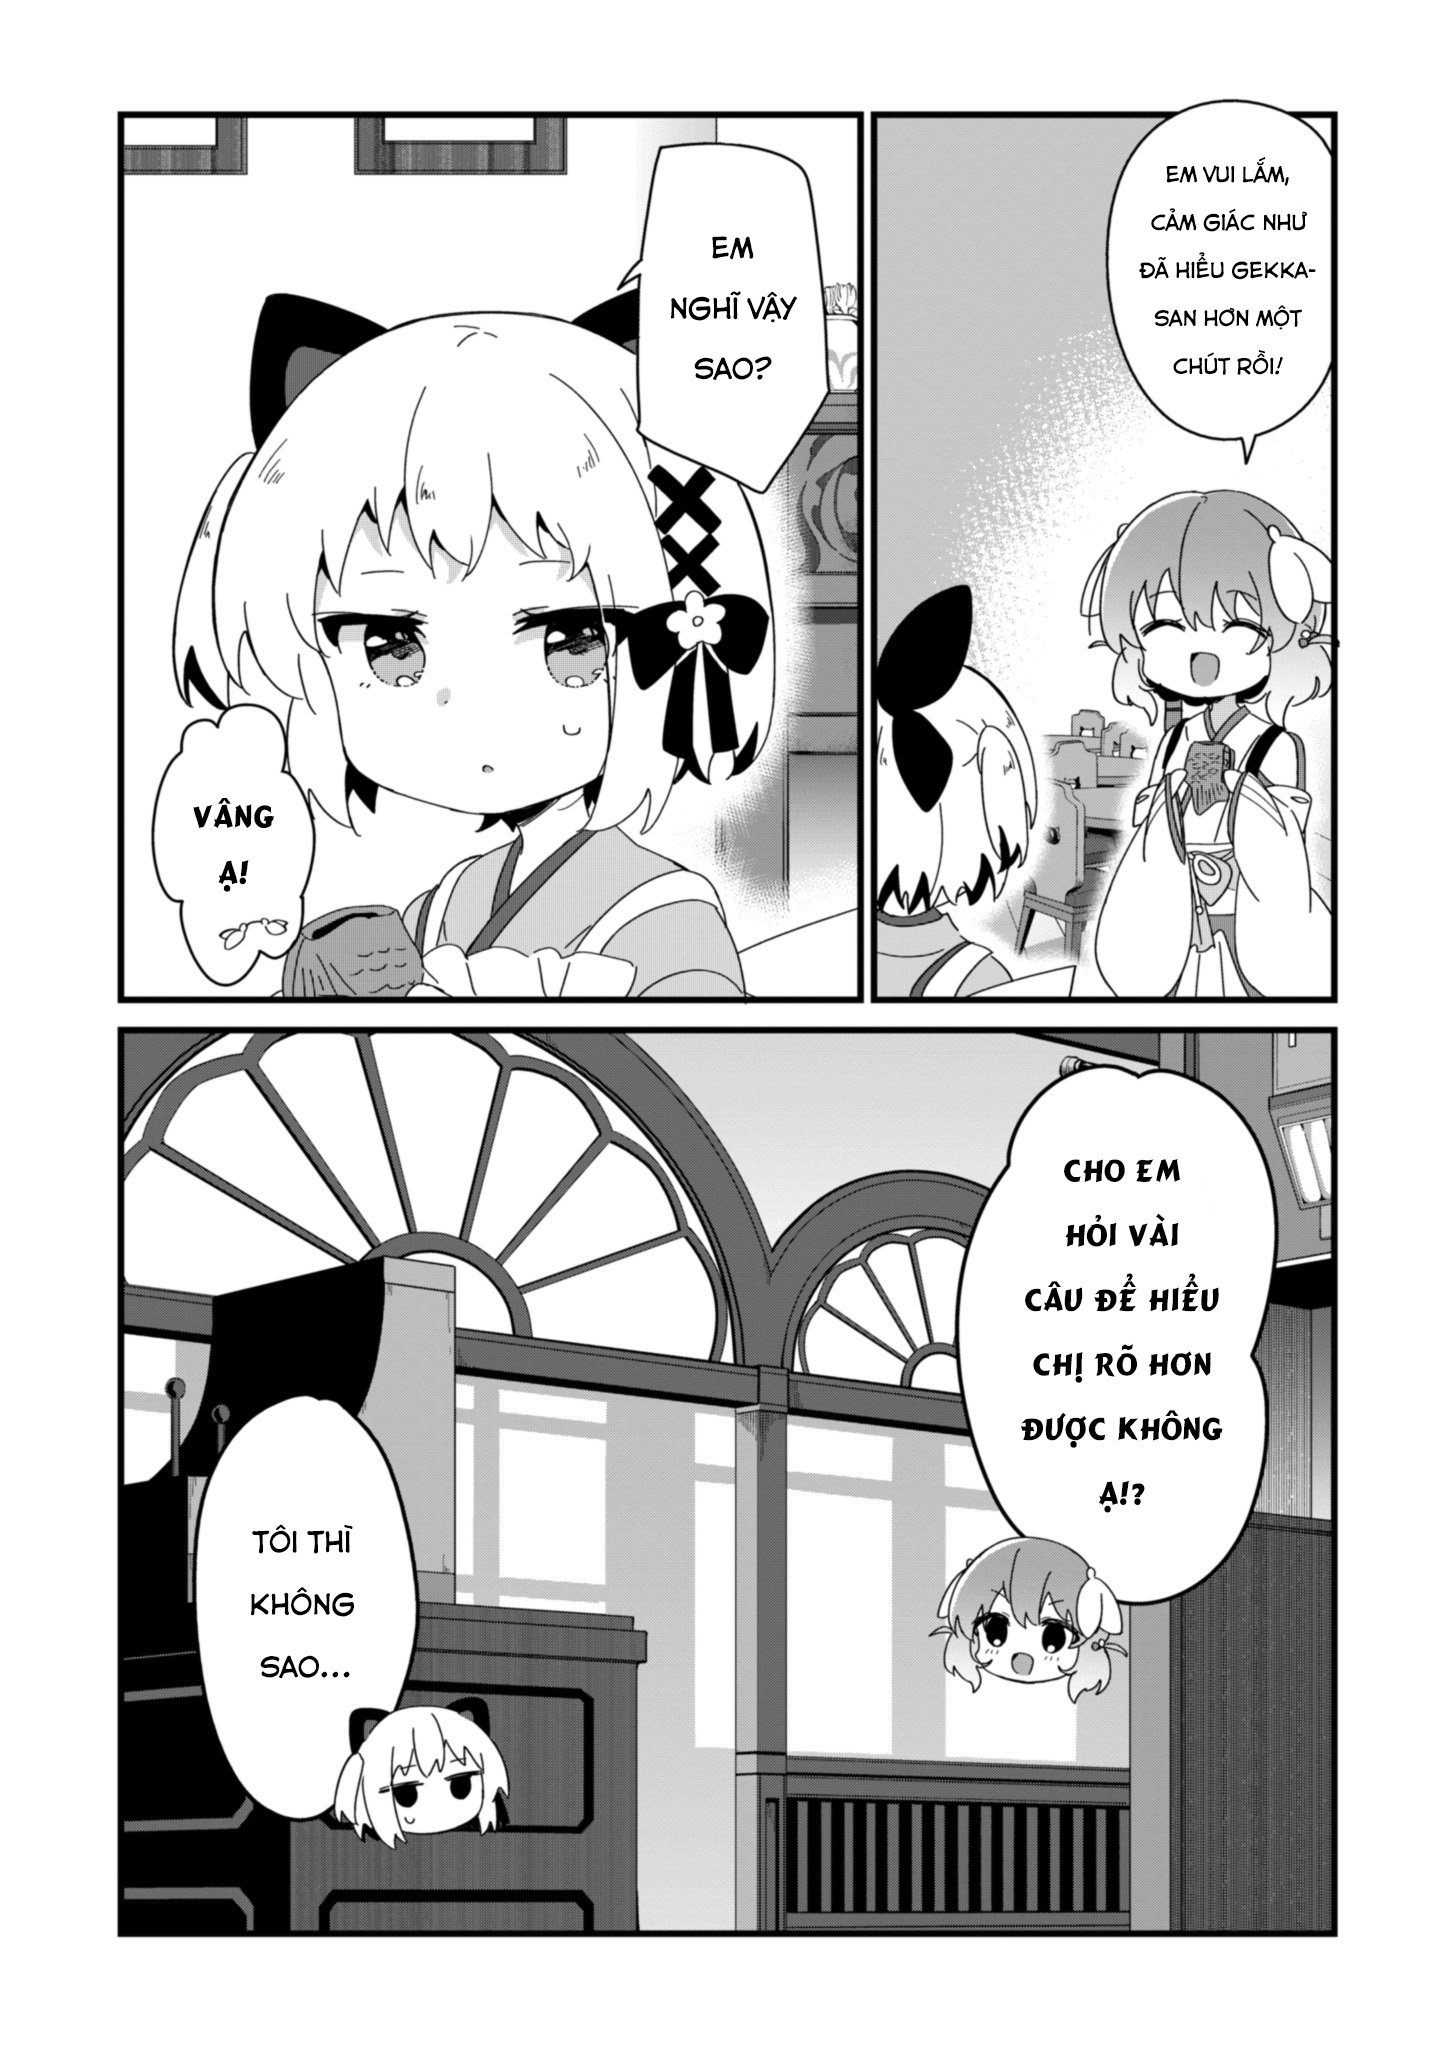 EM VUI LẮM,
CẢM GIÁC NHƯ
ĐÃ HIỂU GEKKA-
SAN HƠN MỘT
CHÚT RỒI!
EM
NGHĨ VẬY
SAO?
VÂNG
Ạ!
CHO EM
HỎI VÀI
CÂU ĐỂ HIỂU
CHỊ RÕ HƠN
ĐƯỢC KHÔNG
Ạ!?
TÔI THÌ
KHÔNG
SAO...